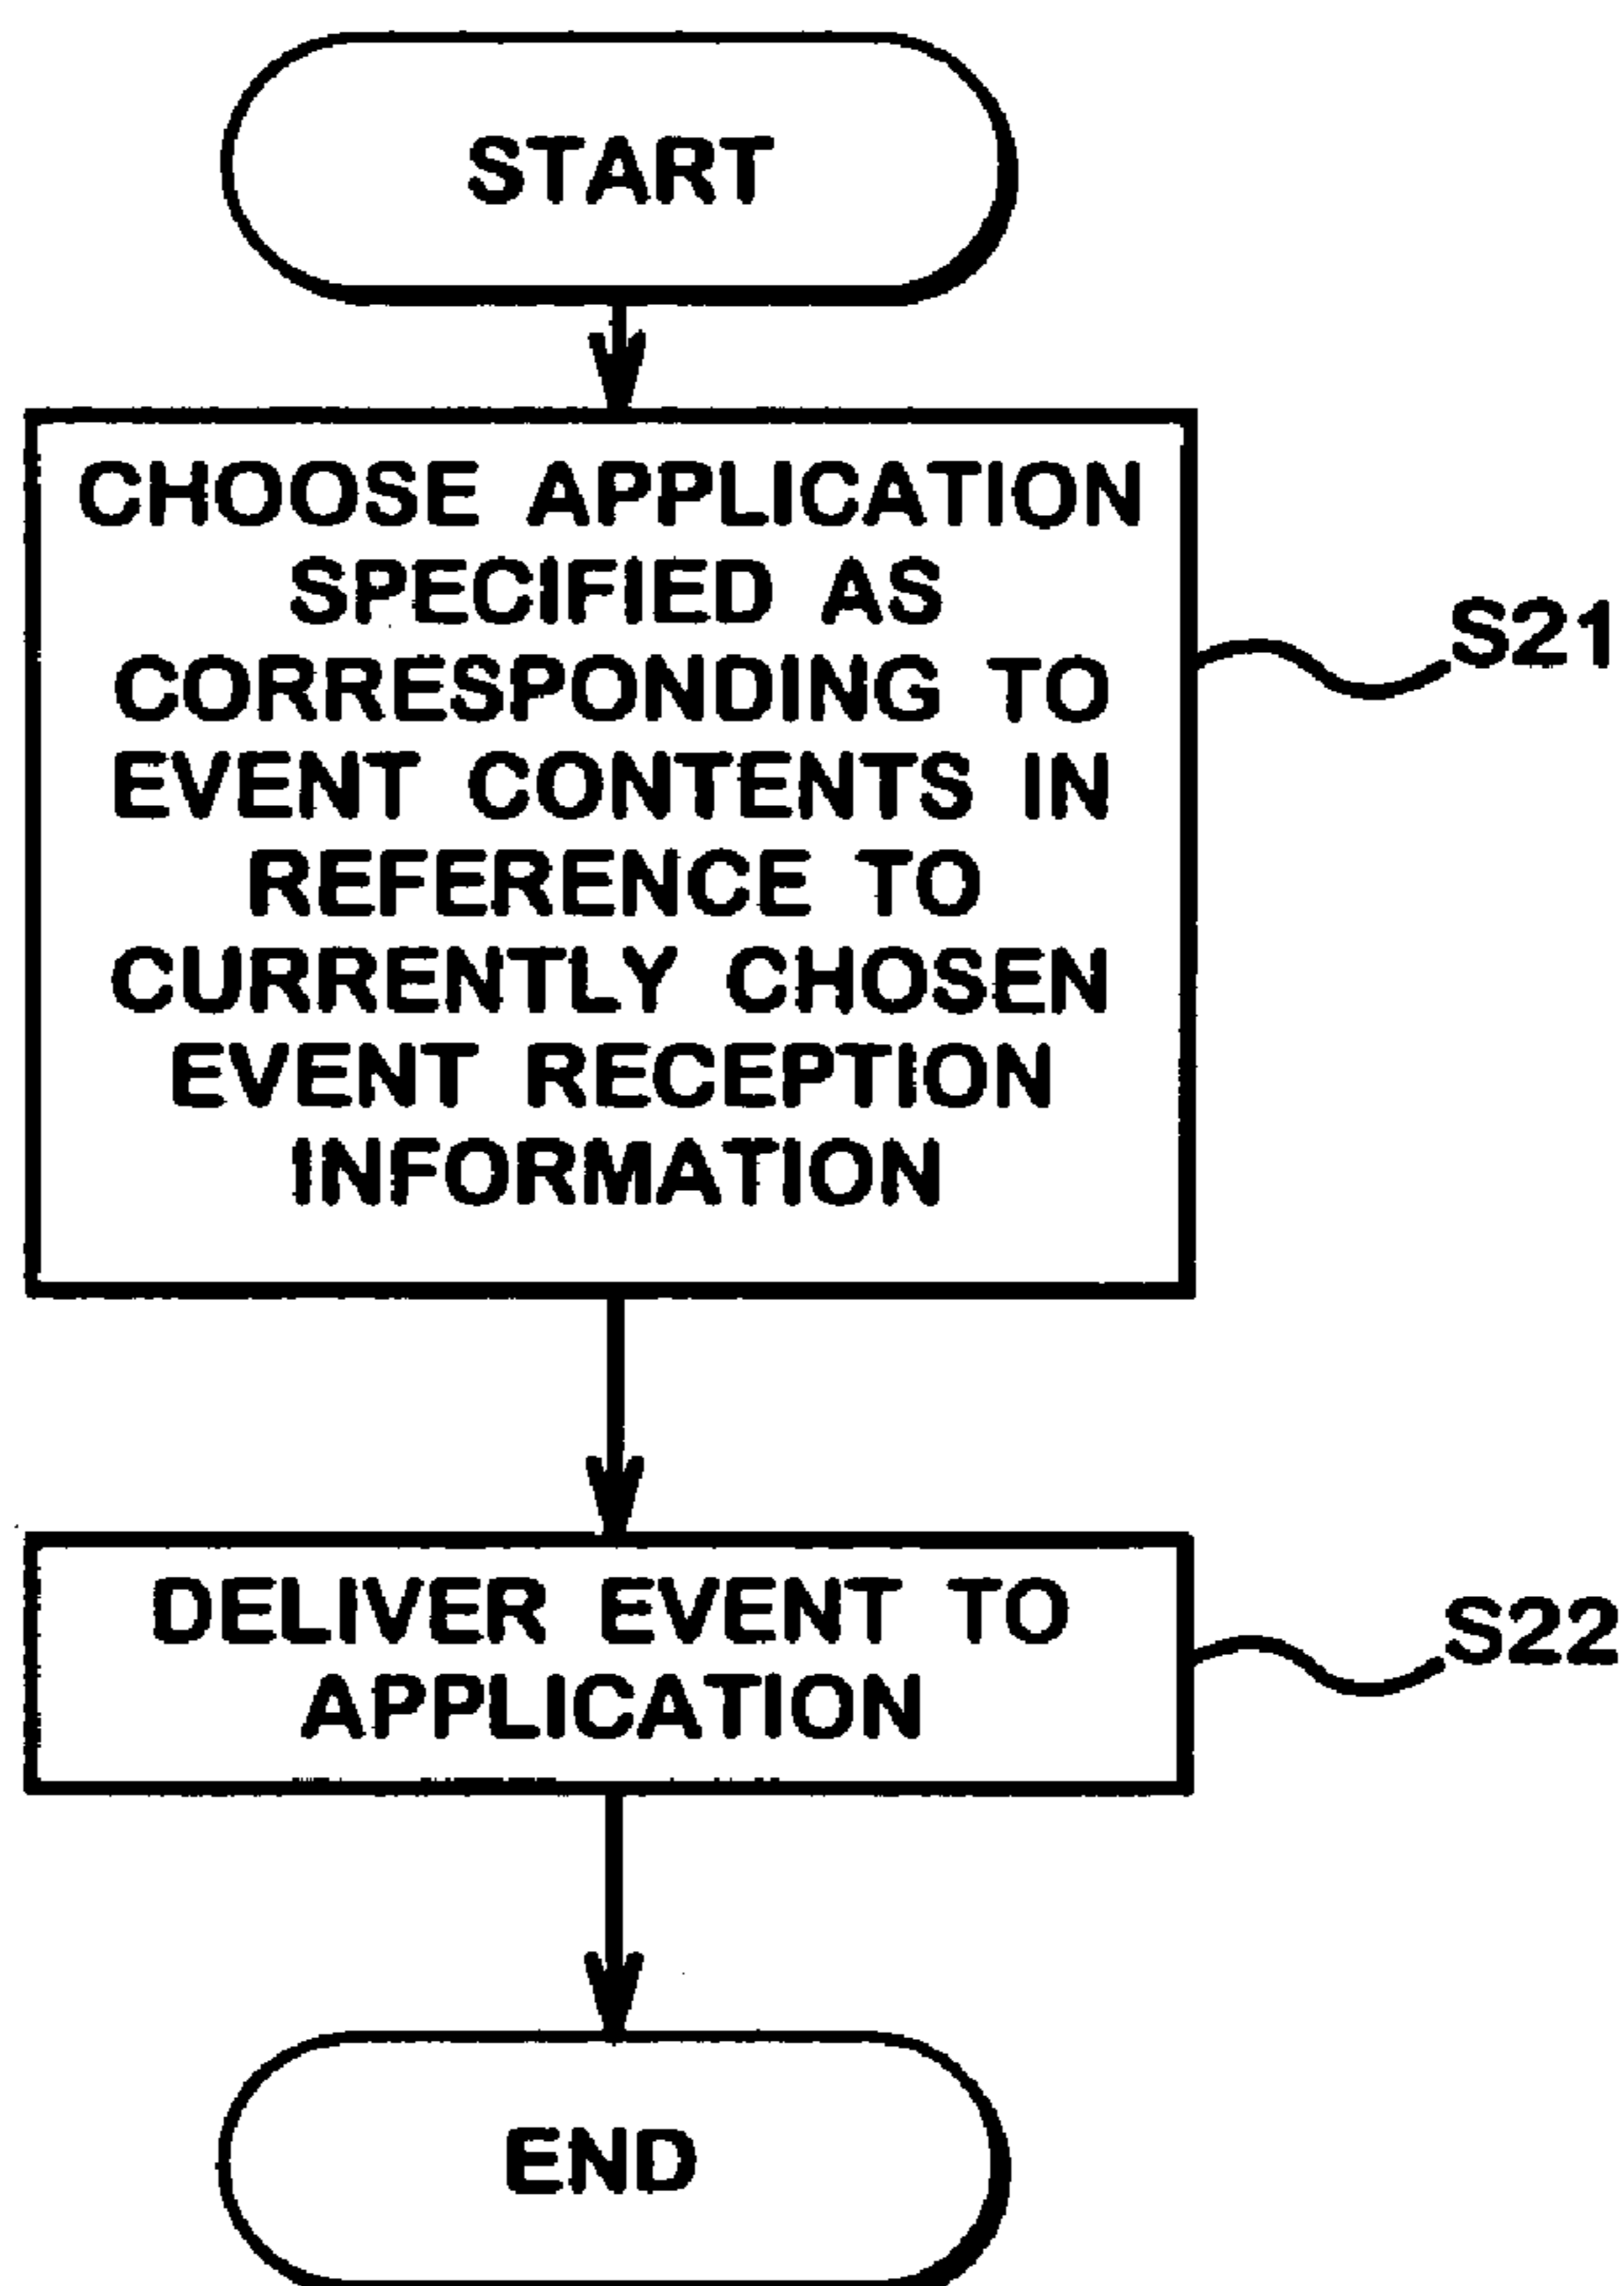 START
CHOOSE APPLICATION
SPECIFIED AS
CORRESPONDING TO
EVENT CONTENTS IN
REFERENCE TO
CURRENTLY CHOSEN
EVENT RECEPTION
INFORMATION
S21
DELIVER EVENT TO
APPLICATION
S22
END